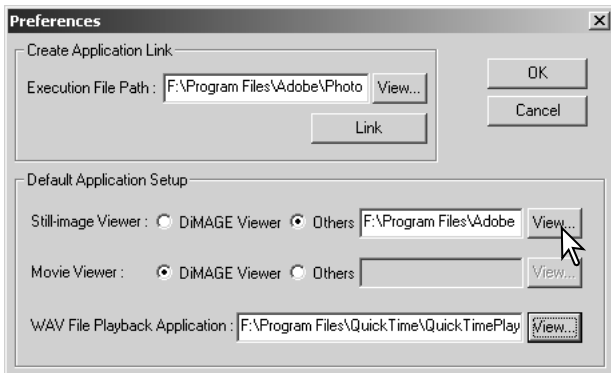 Preferences
Create Application Link
Execution File Path : F:\Program Files\Adobe\Photo View...
Link
OK
Cancel
Default Application Setup
Still-image Viewer : DiMAGE Viewer Others F:\Program Files\Adobe View...
Movie Viewer : DiMAGE Viewer Others View...
WAV File Playback Application : F:\Program Files\QuickTime\QuickTimePlay View...